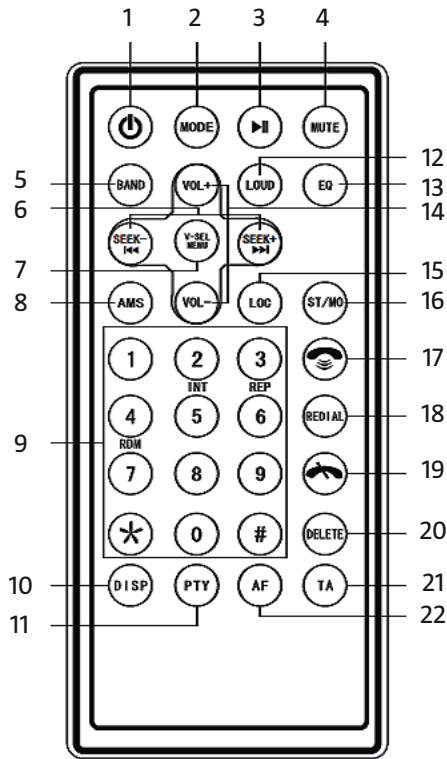 1 2 3 4
MODE MUTE
12
5 BAND VOL+ LOUD EQ 13
6 14
SEEK- V-SEL MENU SEEK+
7 15
8 AMS VOL- LOC ST/MO 16
1 2 3 17
INT REP
9 4 5 6 REDIAL 18
RDM
7 8 9 19
* 0 # DELETE 20
10 DISP PTY AF TA 21
11 22